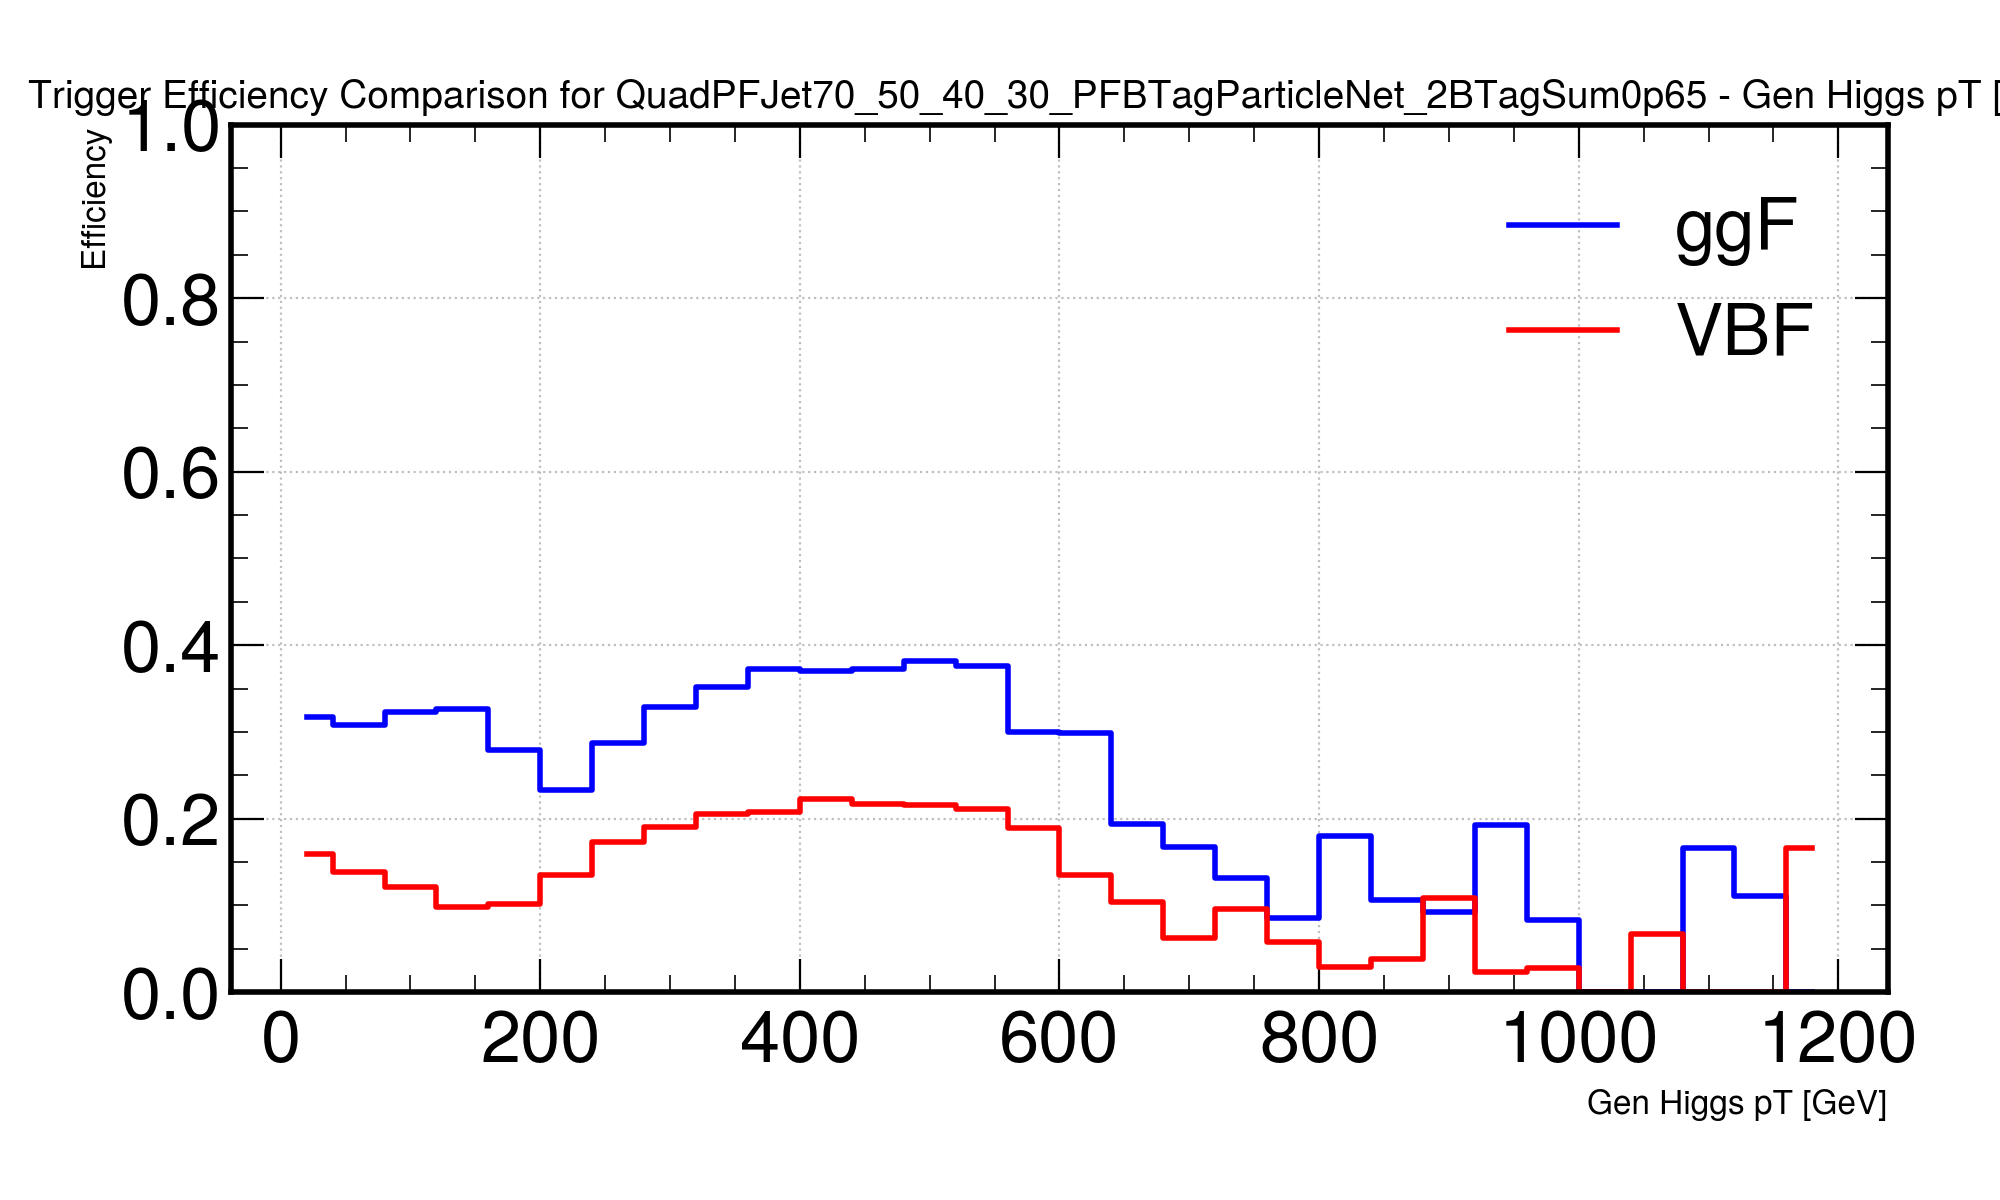 Trigger Efficiency Comparison for QuadPFJet70_50_40_30_PFBTagParticleNet_2BTagSum0p65 - Gen Higgs pT [
Efficiency
1.0
0.8
0.6
0.4
0.2
0.0
ggF
VBF
0 200 400 600 800 1000 1200
Gen Higgs pT [GeV]